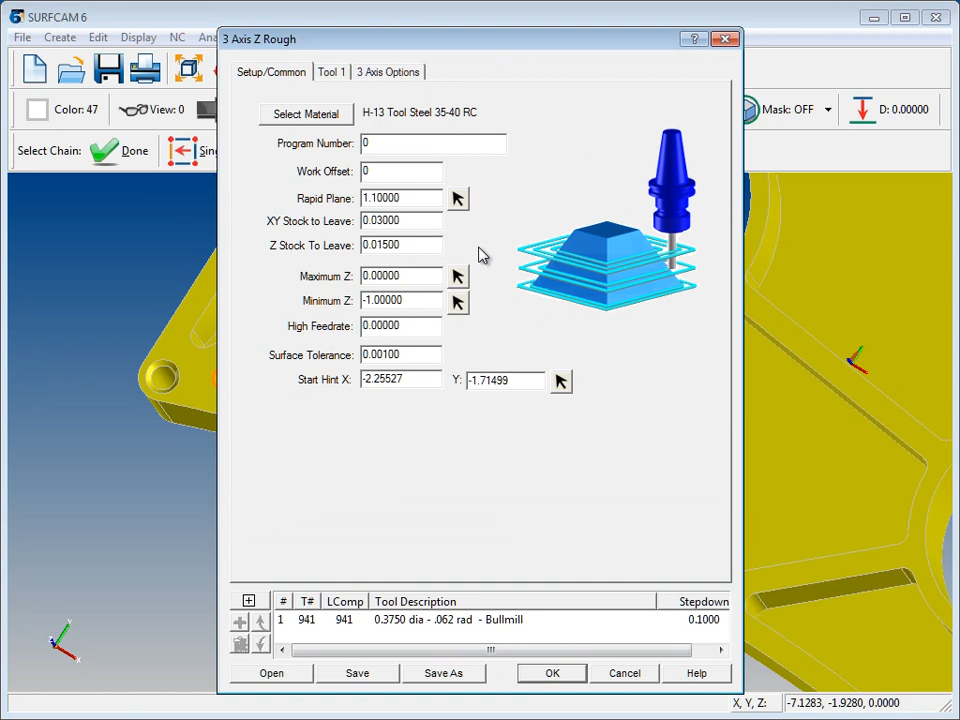 SURFCAM 6
3 Axis Z Rough
File Create Edit Display NC
Setup/Common Tool 1 3 Axis Options
Color: 47 View: 0 Mask: OFF D: 0.00000
Select Material H-13 Tool Steel 35-40 RC
Program Number: 0
Select Chain: Done
Work Offset: 0
Rapid Plane: 1.10000
XY Stock to Leave: 0.03000
Z Stock To Leave: 0.01500
Maximum Z: 0.00000
Minimum Z: -1.00000
High Feedrate: 0.00000
Surface Tolerance: 0.00100
Start Hint X: -2.25527 Y: -1.71499
# T# LComp Tool Description Stepdown
1 941 941 0.3750 dia - .062 rad - Bullmill 0.1000
Open Save Save As OK Cancel Help
X, Y, Z: -7.1283, -1.9280, 0.0000